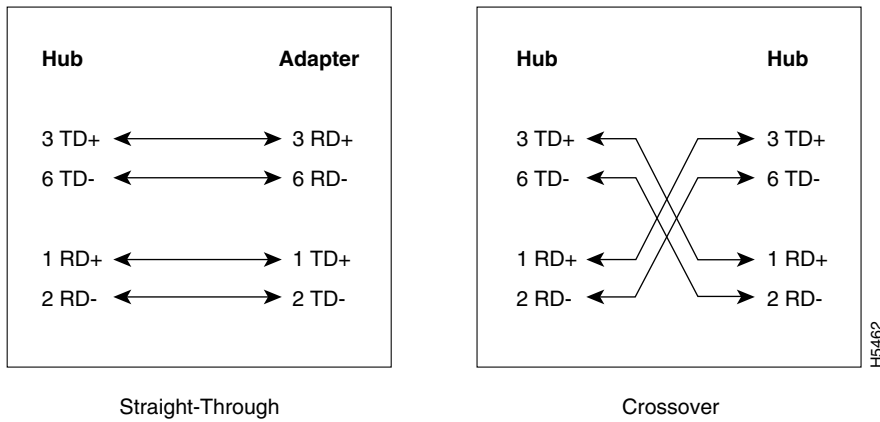 Hub Adapter
3 TD+ 3 RD+
6 TD- 6 RD-
1 RD+ 1 TD+
2 RD- 2 TD-
Straight-Through
Hub Hub
3 TD+ 3 TD+
6 TD- 6 TD-
1 RD+ 1 RD+
2 RD- 2 RD-
Crossover
H5462